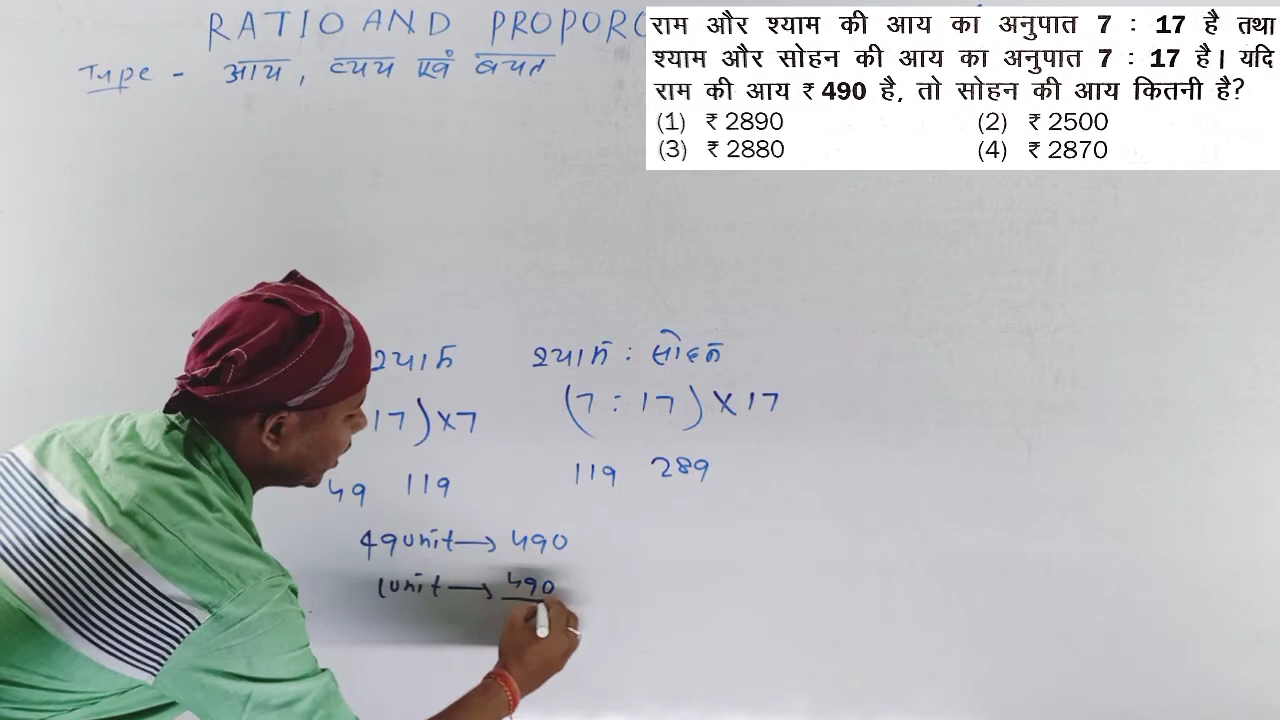 RATIO AND PROPORC
Type - आय, व्यय एवं बचत
राम और श्याम की आय का अनुपात 7 : 17 है तथा
श्याम और सोहन की आय का अनुपात 7 : 17 है। यदि
राम की आय ₹ 490 है, तो सोहन की आय कितनी है?
(1) ₹ 2890 (2) ₹ 2500
(3) ₹ 2880 (4) ₹ 2870
श्याम श्याम : सोहन
17) x7 (7 : 17) X 17
49 119 119 289
49unit → 490
1unit → 490